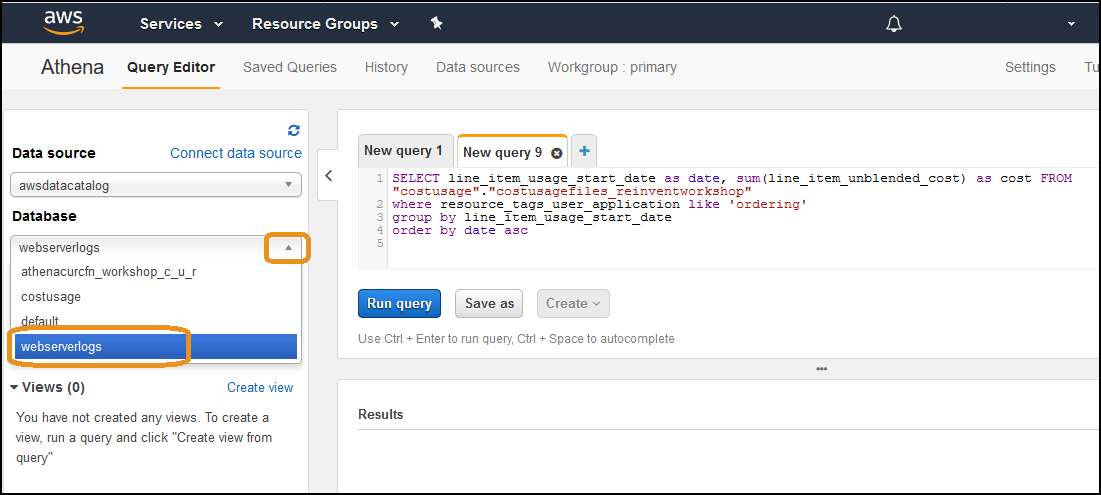 aws Services Resource Groups
Athena Query Editor Saved Queries History Data sources Workgroup : primary Settings Tu
Data source Connect data source
awsdatacatalog
Database
webserverlogs
athenacurcfn_workshop_c_u_r
costusage
default
webserverlogs
Views (0) Create view
You have not created any views. To create a
view, run a query and click "Create view from
query"
New query 1 New query 9
1 SELECT line_item_usage_start_date as date, sum(line_item_unblended_cost) as cost FROM
"costusage"."costusagefiles_reinventworkshop"
2 where resource_tags_user_application like 'ordering'
3 group by line_item_usage_start_date
4 order by date asc
5
Run query Save as Create
Use Ctrl + Enter to run query, Ctrl + Space to autocomplete
Results